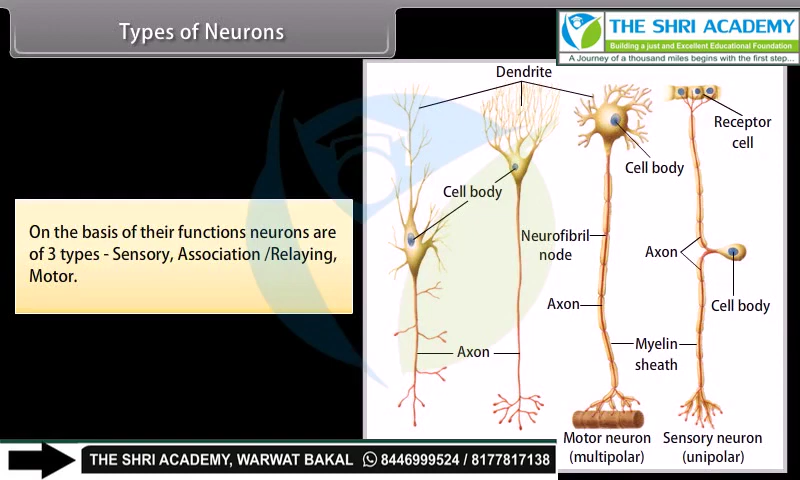 Types of Neurons
THE SHRI ACADEMY
Building a just and Excellent Educational Foundation
A Journey of a thousand miles begins with the first step...
On the basis of their functions neurons are
of 3 types - Sensory, Association /Relaying,
Motor.
Dendrite
Receptor
cell
Cell body
Cell body
Neurofibril
node
Axon
Cell body
Axon
Myelin
sheath
Axon
Motor neuron
(multipolar)
Sensory neuron
(unipolar)
THE SHRI ACADEMY, WARWAT BAKAL 8446999524 / 8177817138